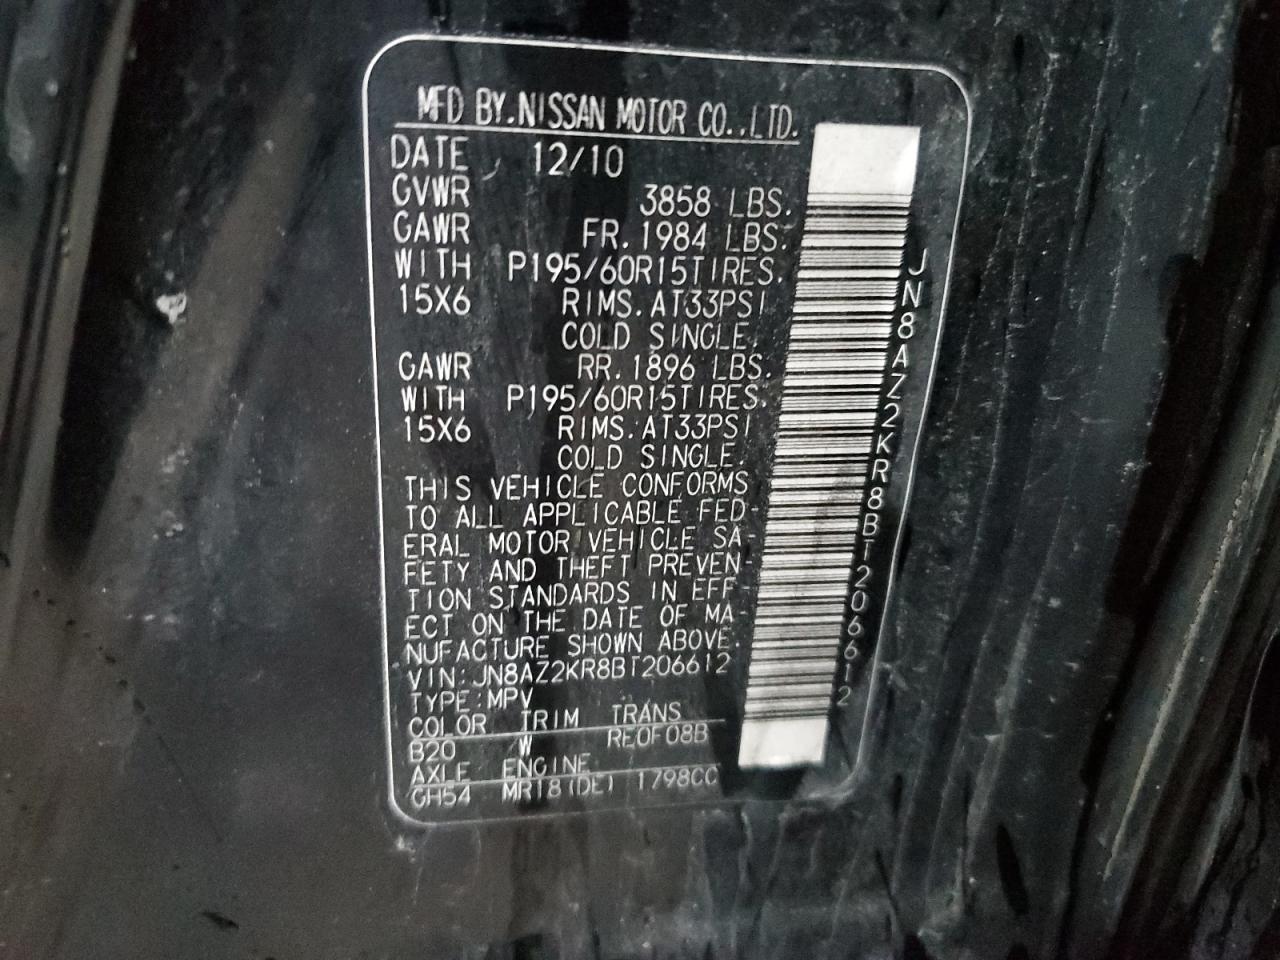 MFD BY.NISSAN MOTOR CO.,LTD.
DATE 12/10
GVWR 3858 LBS.
GAWR FR.1984 LBS.
WITH P195/60R15TIRES.
15X6 RIMS.AT33PSI
COLD SINGLE.
GAWR RR.1896 LBS.
WITH P195/60R15TIRES.
15X6 RIMS.AT33PSI
COLD SINGLE.
THIS VEHICLE CONFORMS
TO ALL APPLICABLE FED-
ERAL MOTOR VEHICLE SA-
FETY AND THEFT PREVEN-
TION STANDARDS IN EFF-
ECT ON THE DATE OF MA-
NUFACTURE SHOWN ABOVE.
VIN:JN8AZ2KR8BT206612
TYPE:MPV
COLOR TRIM TRANS
B20 W RE0F08B
AXLE ENGINE
GH54 MR18(DE) 1798CC
JN8AZ2KR8BT206612